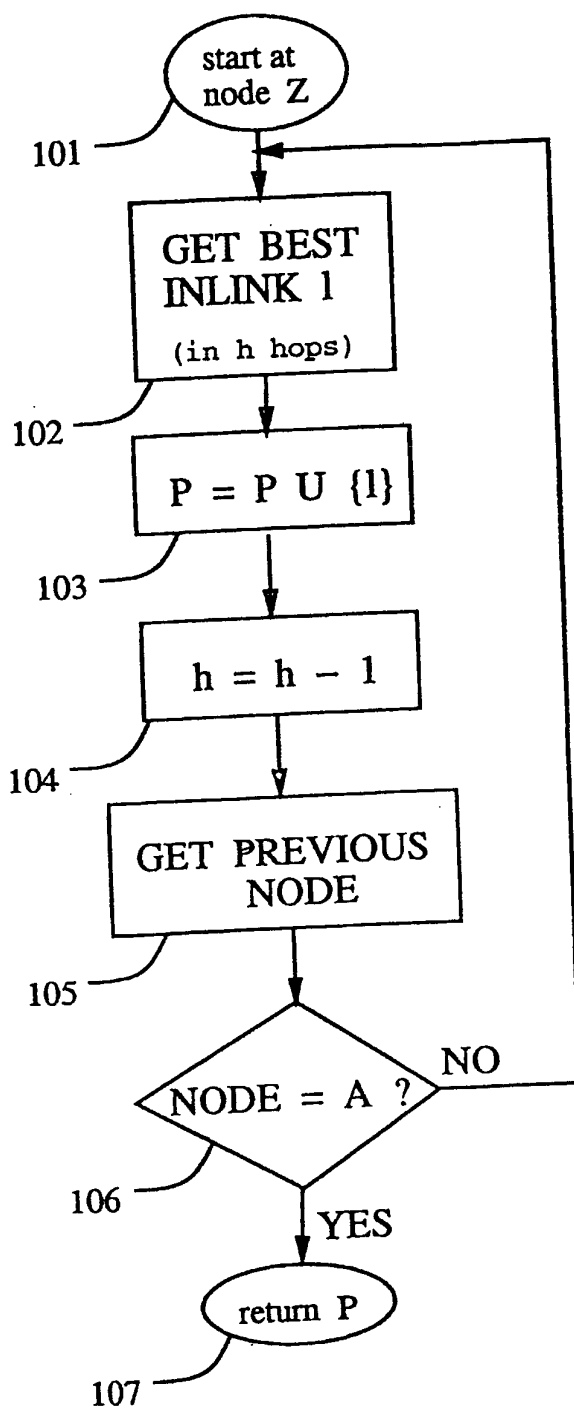 start at
node Z
101
GET BEST
INLINK l
(in h hops)
102
P = P U {l}
103
h = h - 1
104
GET PREVIOUS
NODE
105
NODE = A ?
NO
106
YES
return P
107